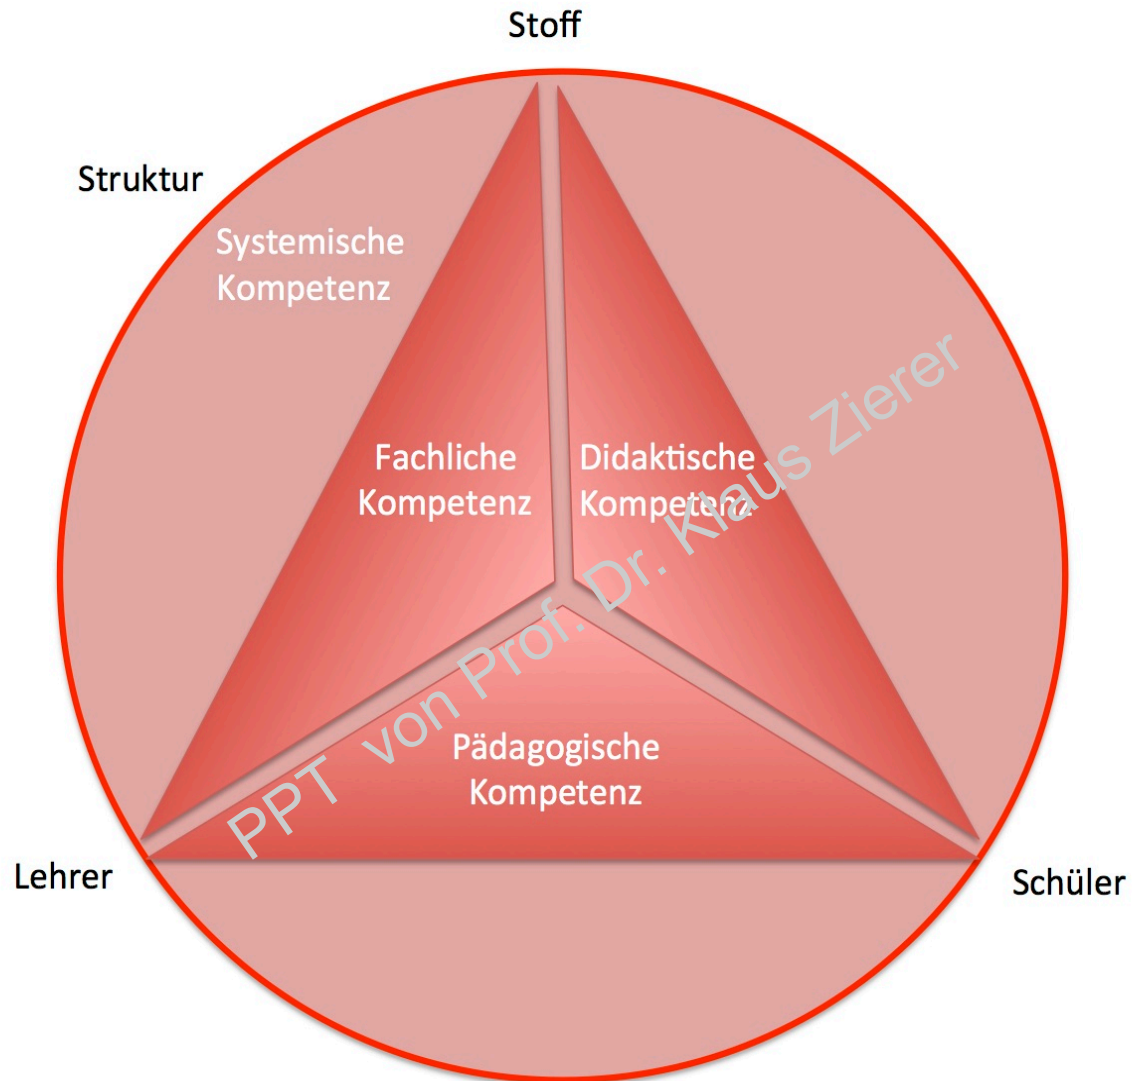 Stoff
Struktur
Systemische
Kompetenz
Fachliche
Kompetenz
Didaktische
Kompetenz
Pädagogische
Kompetenz
Lehrer
Schüler
PPT von Prof. Dr. Klaus Zierer